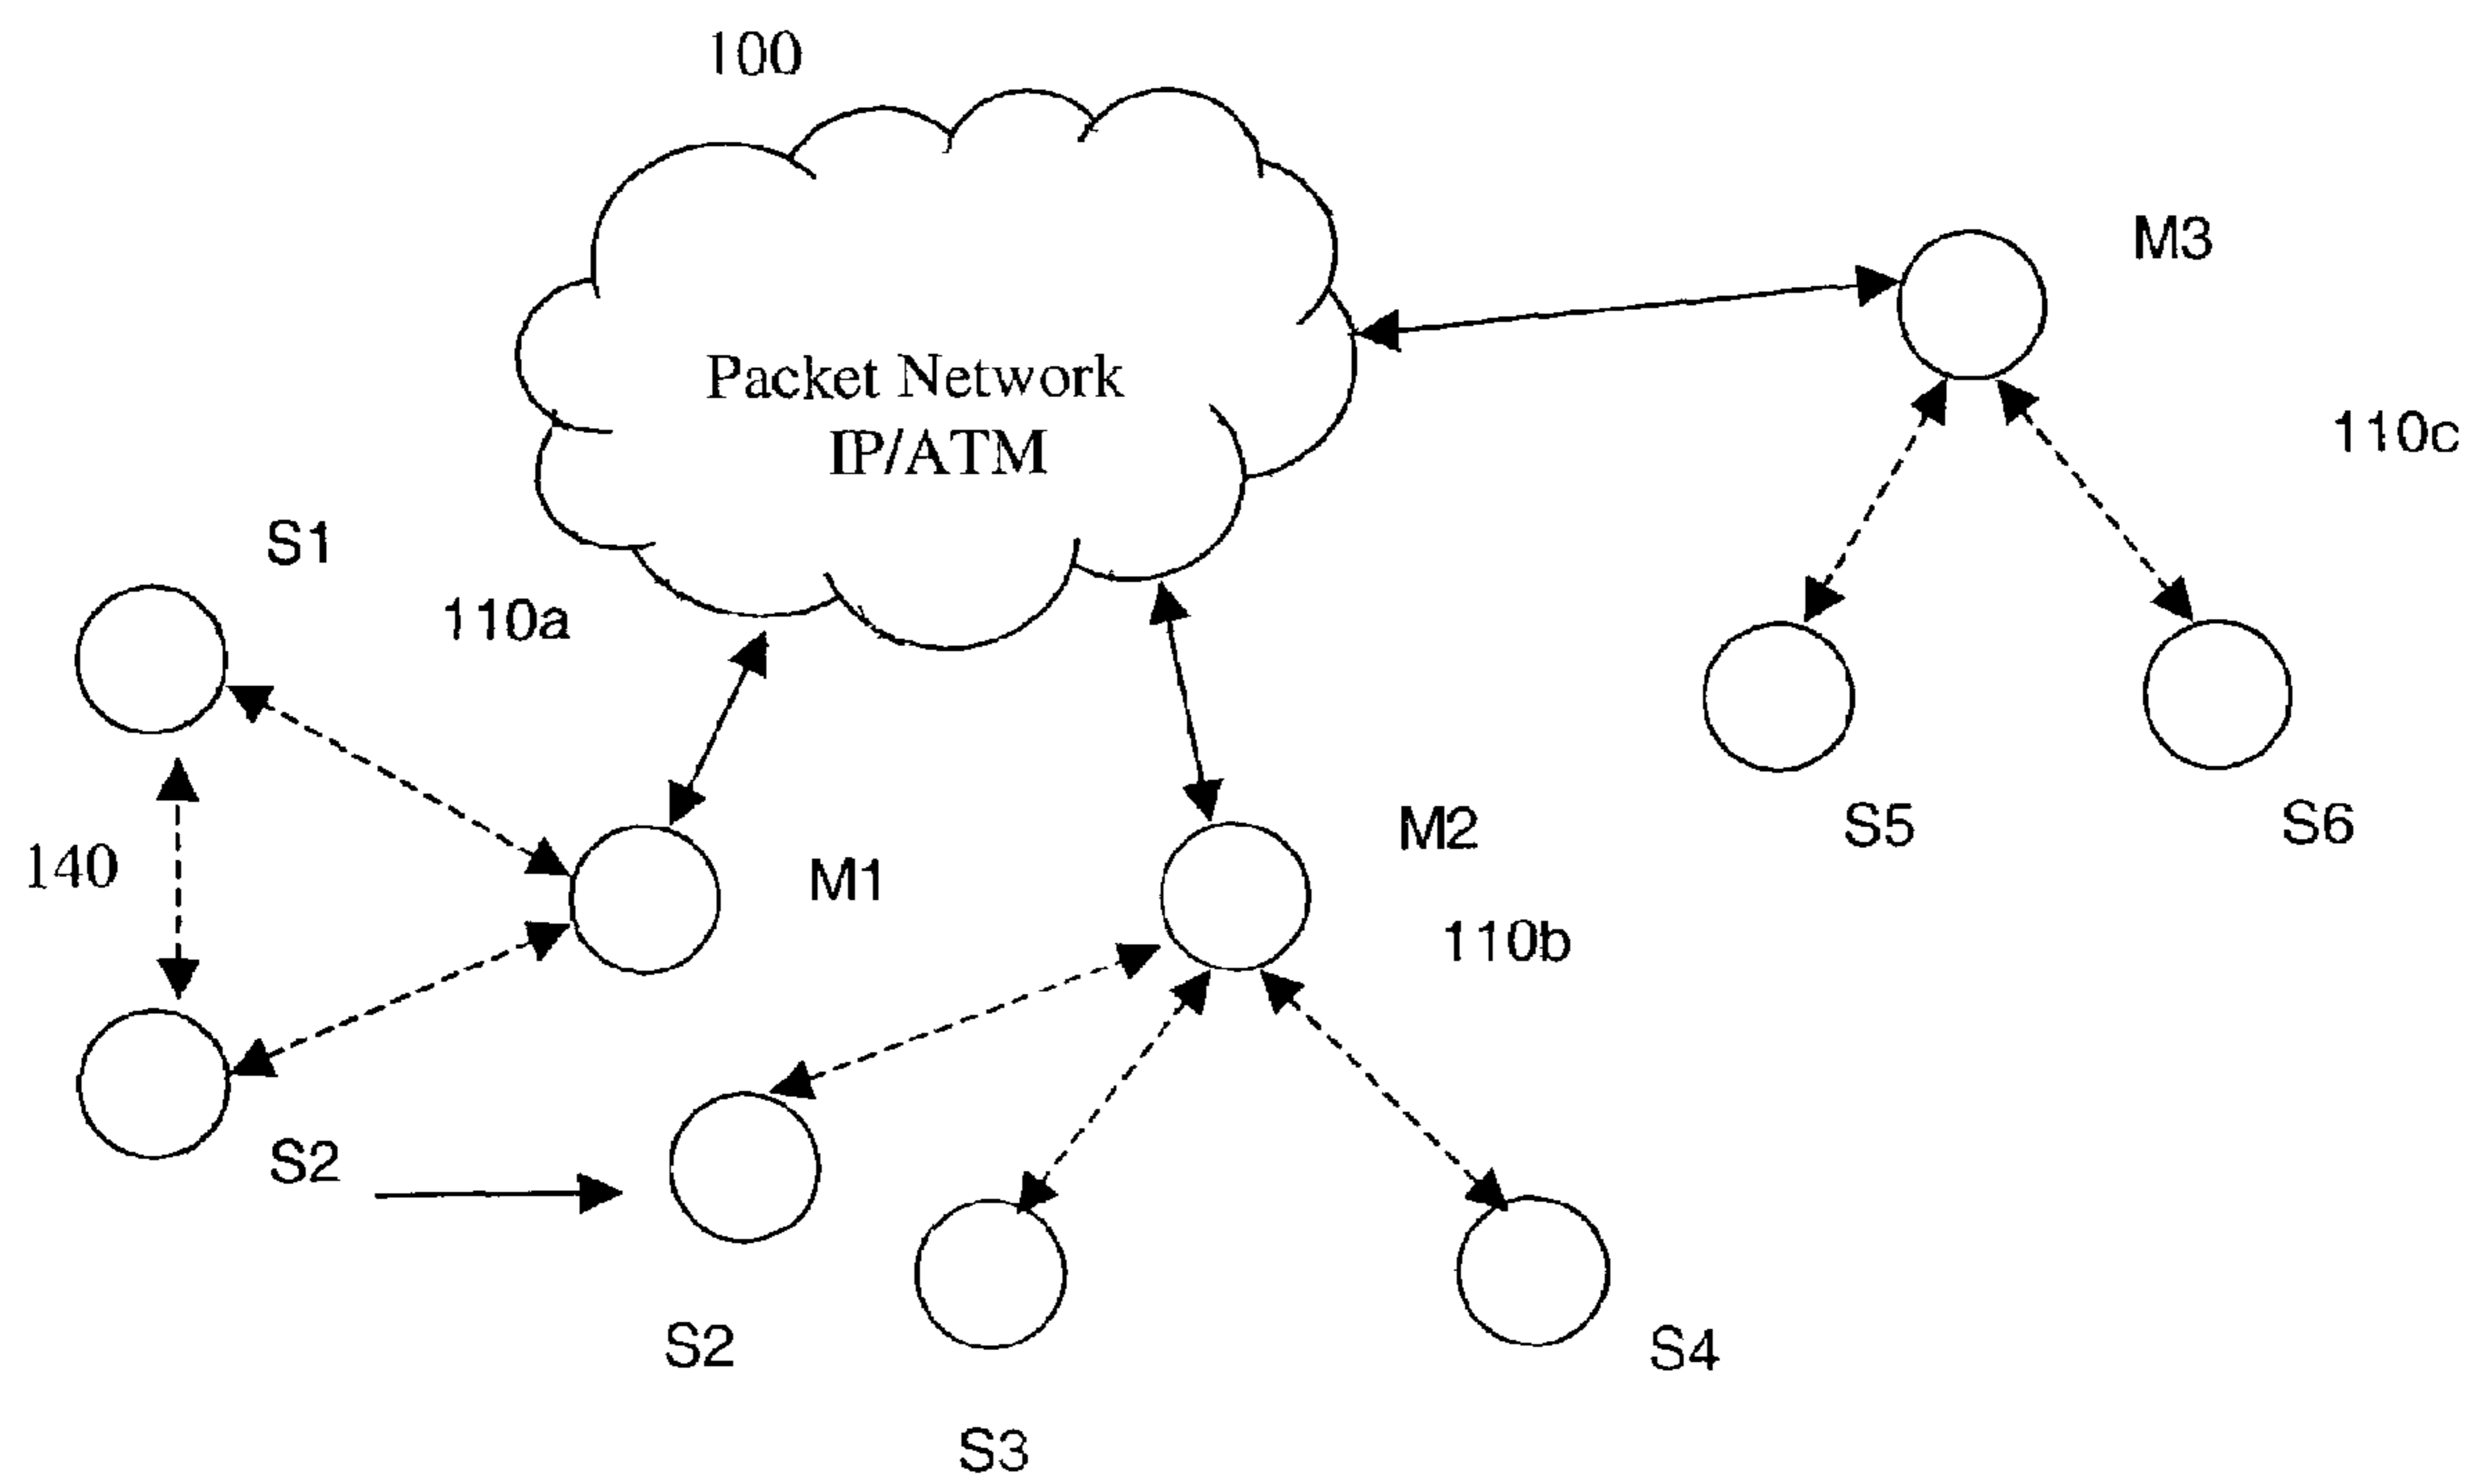 100
M3
Packet Network
IP/ATM
110c
S1
110a
S5
S6
M2
140
M1
110b
S2
S2
S4
S3